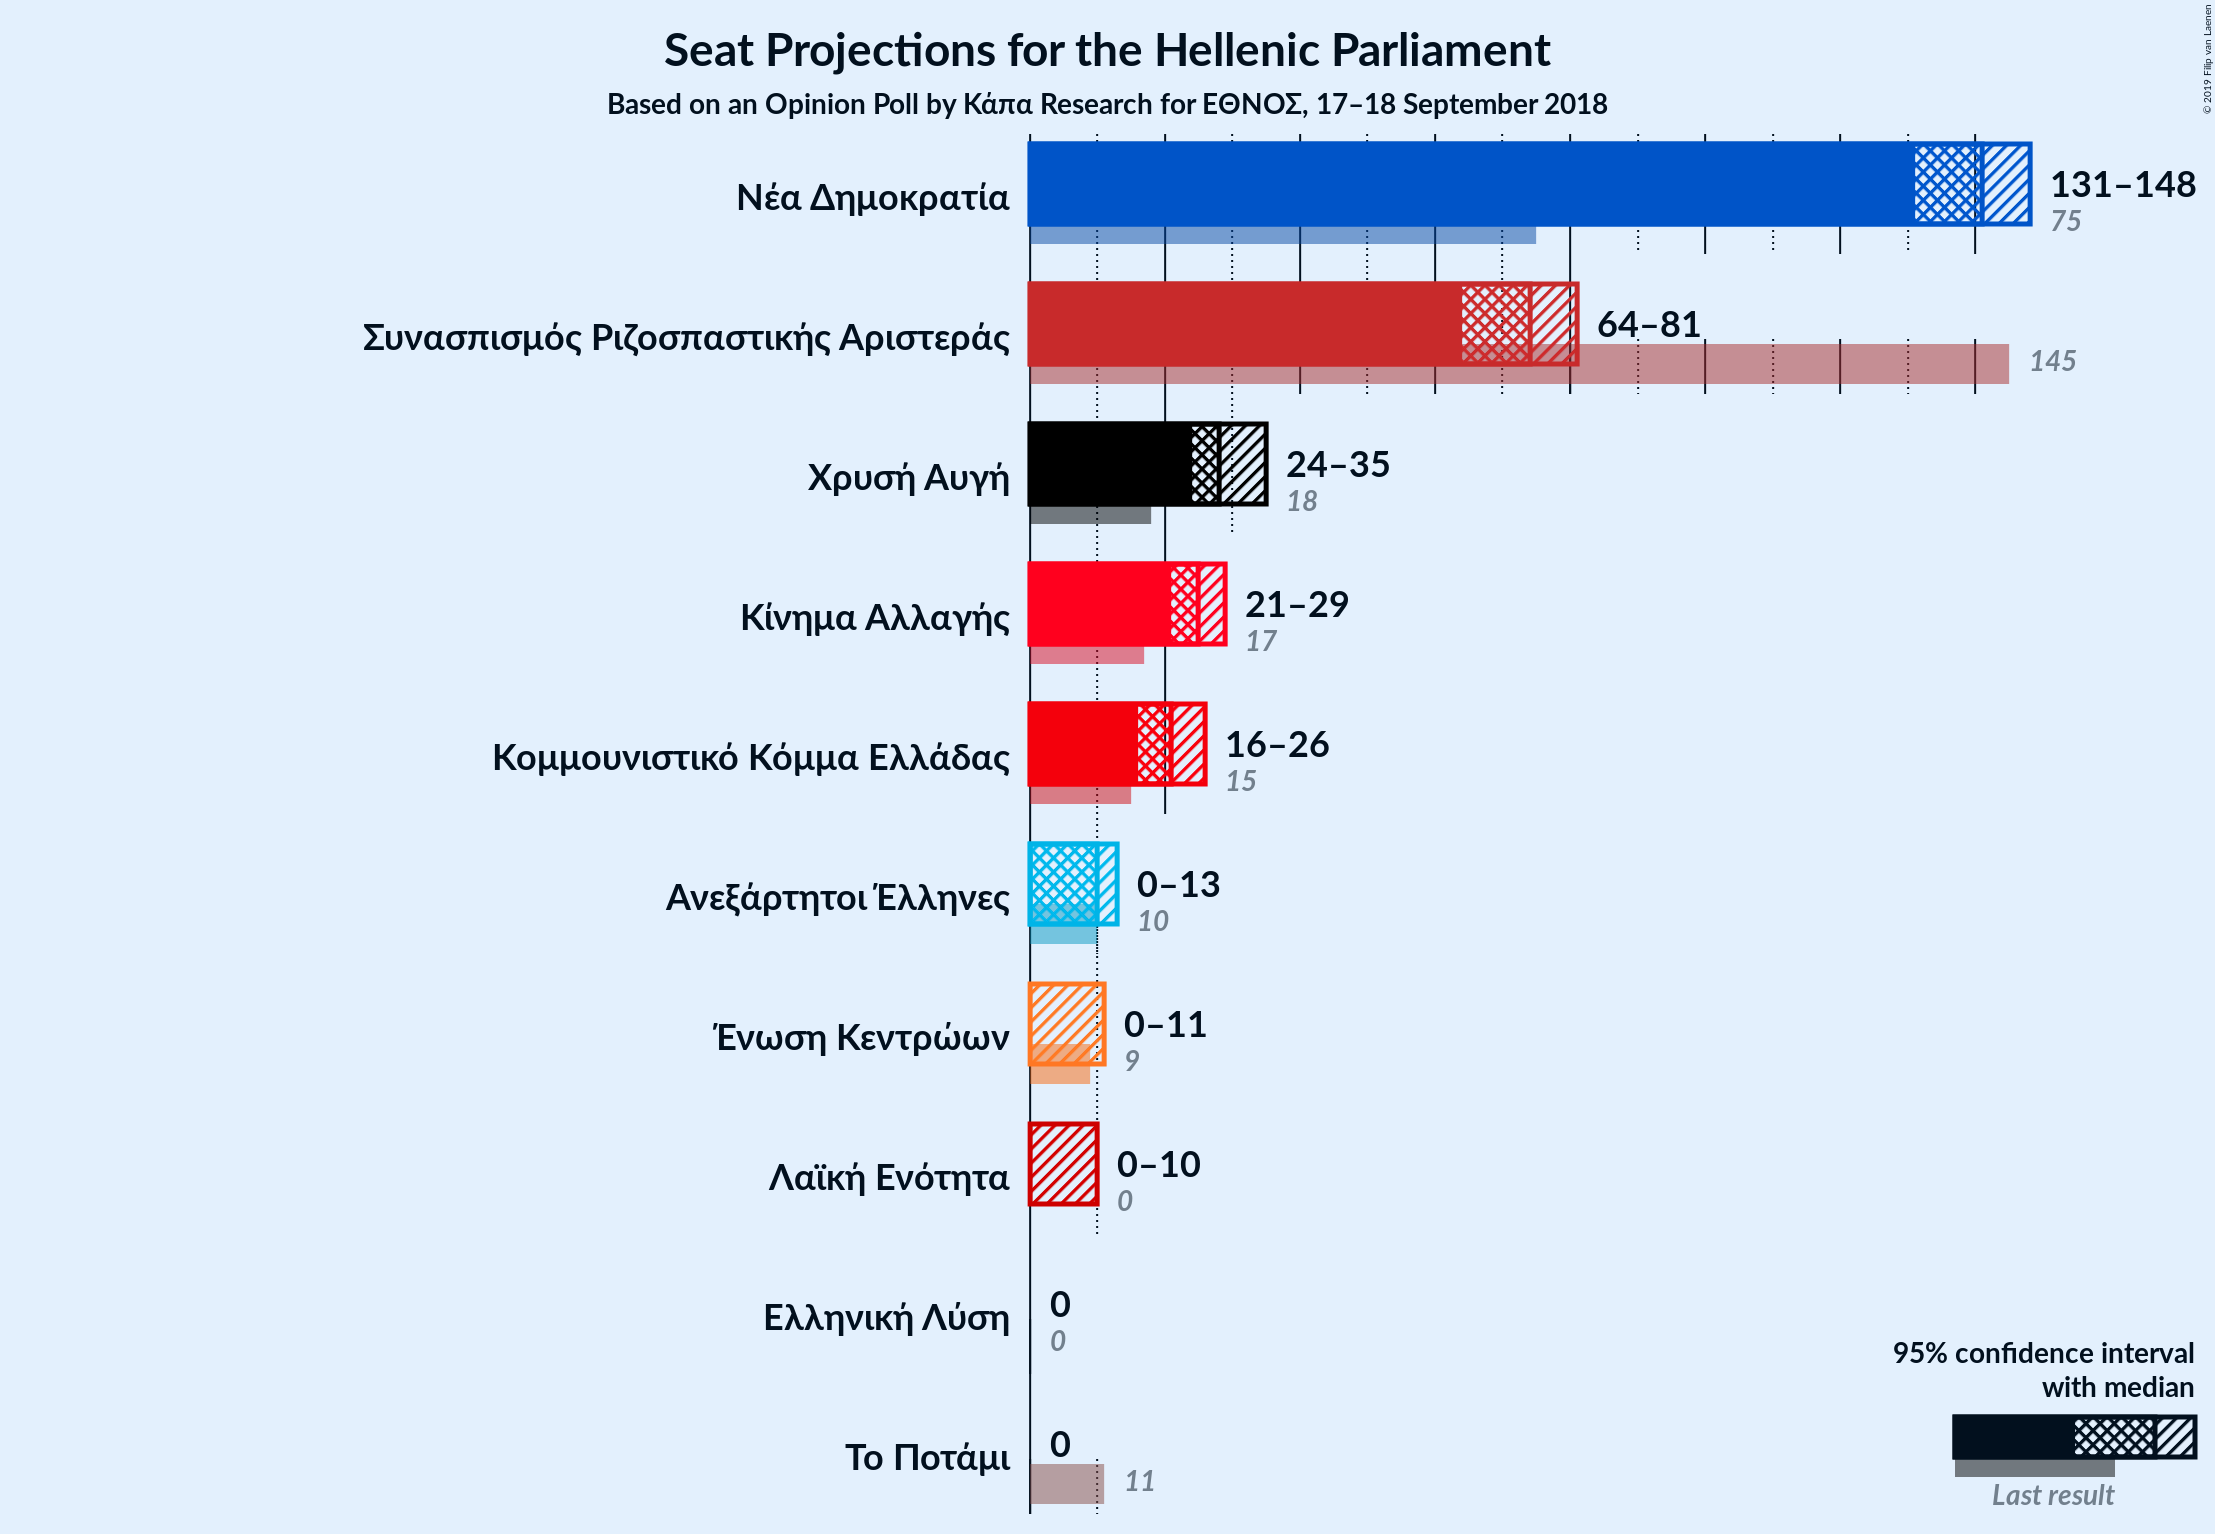 Seat Projections for the Hellenic Parliament
Based on an Opinion Poll by Κάπα Research for ΕΘΝΟΣ, 17–18 September 2018
© 2019 Filip van Laenen
Νέα Δημοκρατία
131–148
75
Συνασπισμός Ριζοσπαστικής Αριστεράς
64–81
145
Χρυσή Αυγή
24–35
18
Κίνημα Αλλαγής
21–29
17
Κομμουνιστικό Κόμμα Ελλάδας
16–26
15
Ανεξάρτητοι Έλληνες
0–13
10
Ένωση Κεντρώων
0–11
9
Λαϊκή Ενότητα
0–10
0
Ελληνική Λύση
0
0
Το Ποτάμι
0
11
95% confidence interval
with median
Last result